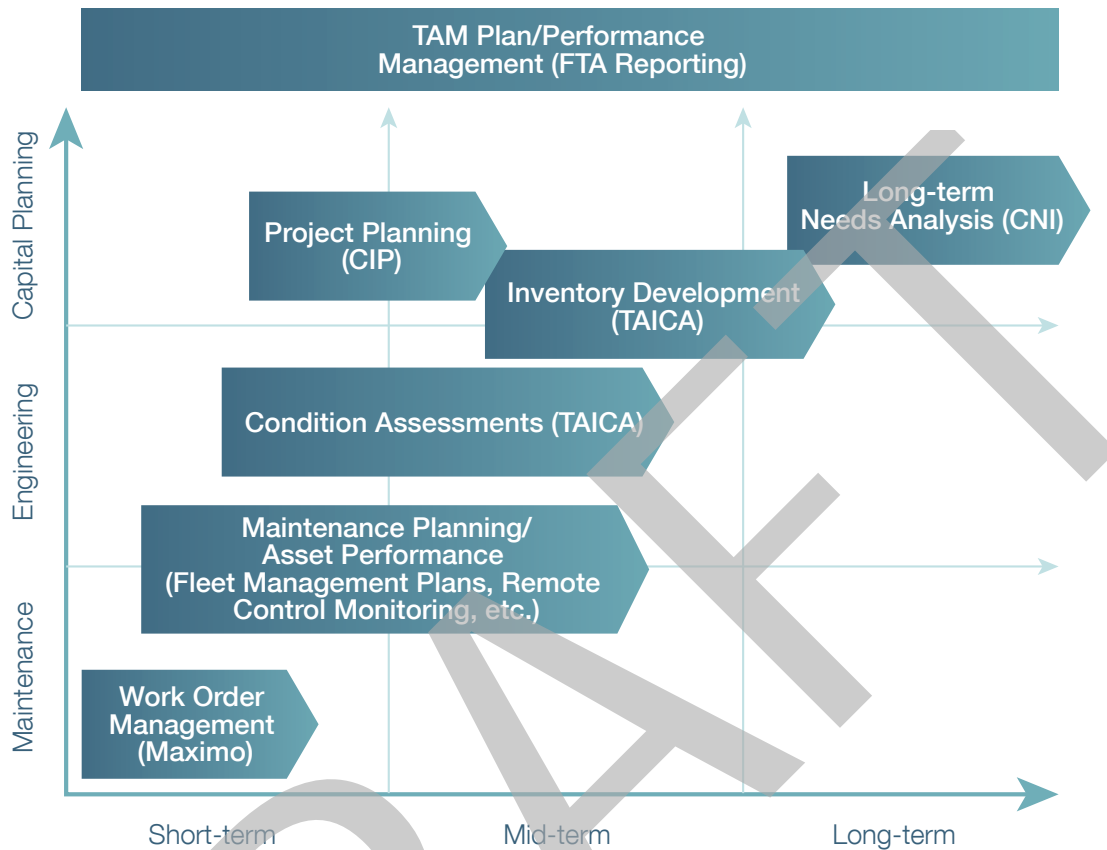 TAM Plan/Performance
Management (FTA Reporting)
Capital Planning
Engineering
Maintenance
Long-term
Needs Analysis (CNI)
Project Planning
(CIP)
Inventory Development
(TAICA)
Condition Assessments (TAICA)
Maintenance Planning/
Asset Performance
(Fleet Management Plans, Remote
Control Monitoring, etc.)
Work Order
Management
(Maximo)
Short-term
Mid-term
Long-term
DRAFT